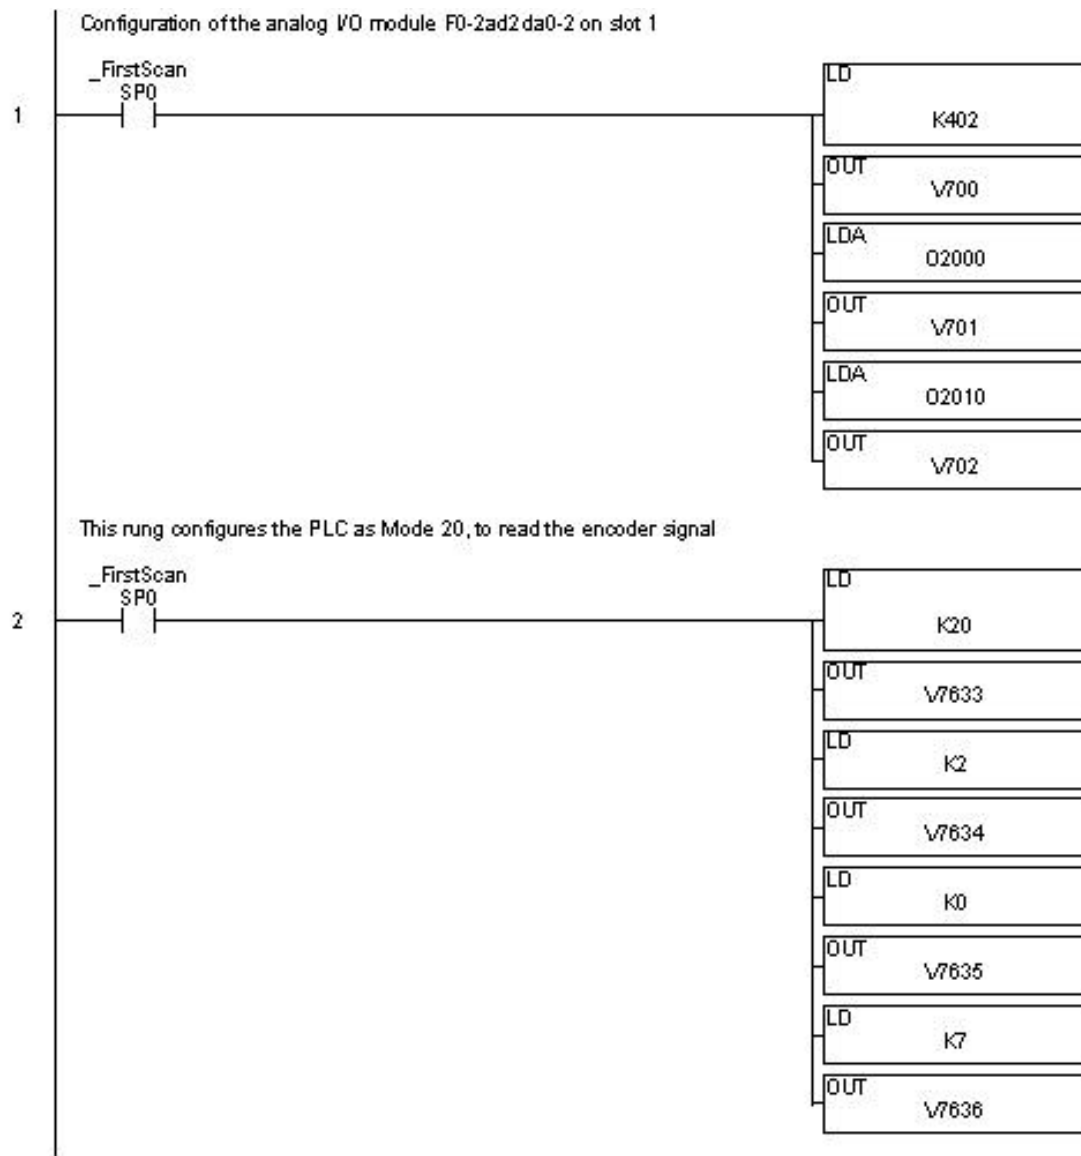 Configuration of the analog I/O module F0-2ad2da0-2 on slot 1
_FirstScan
SP0
1
LD
K402
OUT
V700
LDA
O2000
OUT
V701
LDA
O2010
OUT
V702
This rung configures the PLC as Mode 20, to read the encoder signal
_FirstScan
SP0
2
LD
K20
OUT
V7633
LD
K2
OUT
V7634
LD
K0
OUT
V7635
LD
K7
OUT
V7636